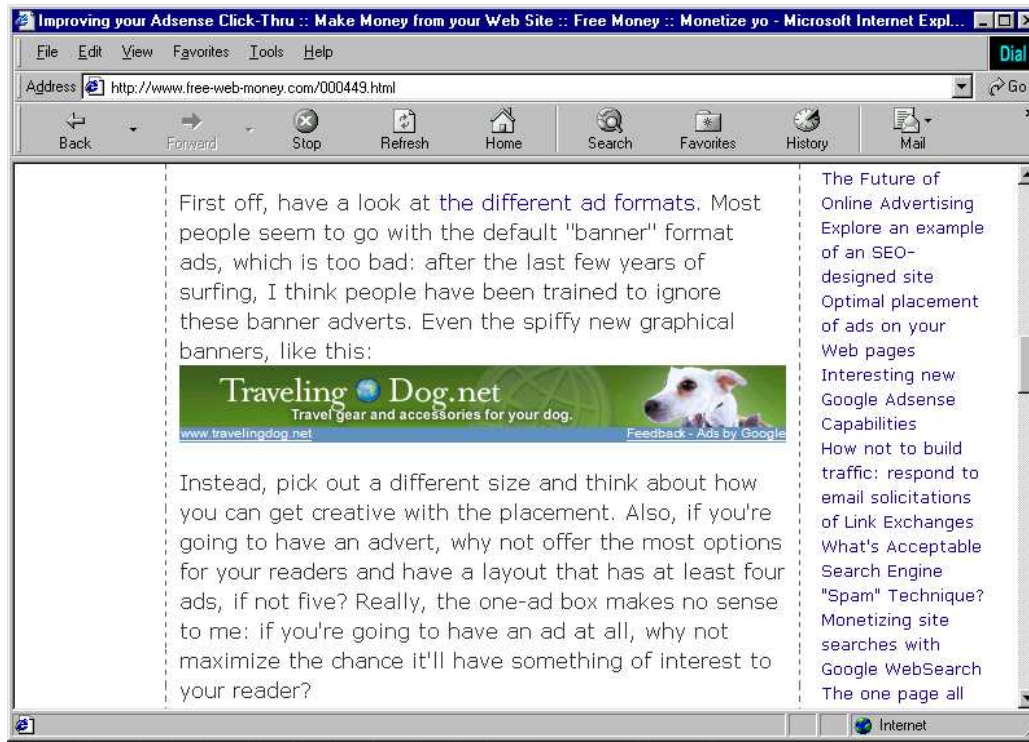 Improving your Adsense Click-Thru :: Make Money from your Web Site :: Free Money :: Monetize yo - Microsoft Internet Expl...
File Edit View Favorites Tools Help
Dial
Address http://www.free-web-money.com/000449.html
Go
Back Forward Stop Refresh Home Search Favorites History Mail
First off, have a look at the different ad formats. Most
people seem to go with the default "banner" format
ads, which is too bad: after the last few years of
surfing, I think people have been trained to ignore
these banner adverts. Even the spiffy new graphical
banners, like this:
Traveling Dog.net
Travel gear and accessories for your dog.
www.travelingdog.net Feedback - Ads by Google
Instead, pick out a different size and think about how
you can get creative with the placement. Also, if you're
going to have an advert, why not offer the most options
for your readers and have a layout that has at least four
ads, if not five? Really, the one-ad box makes no sense
to me: if you're going to have an ad at all, why not
maximize the chance it'll have something of interest to
your reader?
The Future of
Online Advertising
Explore an example
of an SEO-
designed site
Optimal placement
of ads on your
Web pages
Interesting new
Google Adsense
Capabilities
How not to build
traffic: respond to
email solicitations
of Link Exchanges
What's Acceptable
Search Engine
"Spam" Technique?
Monetizing site
searches with
Google WebSearch
The one page all
Internet